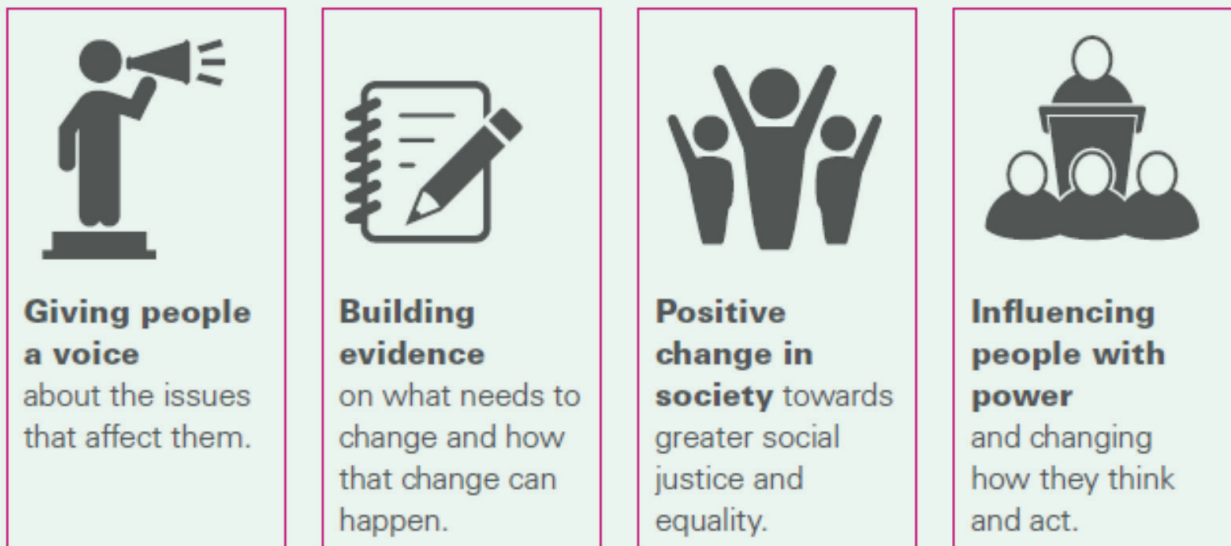 Giving people
a voice
about the issues
that affect them.
Building
evidence
on what needs to
change and how
that change can
happen.
Positive
change in
society towards
greater social
justice and
equality.
Influencing
people with
power
and changing
how they think
and act.